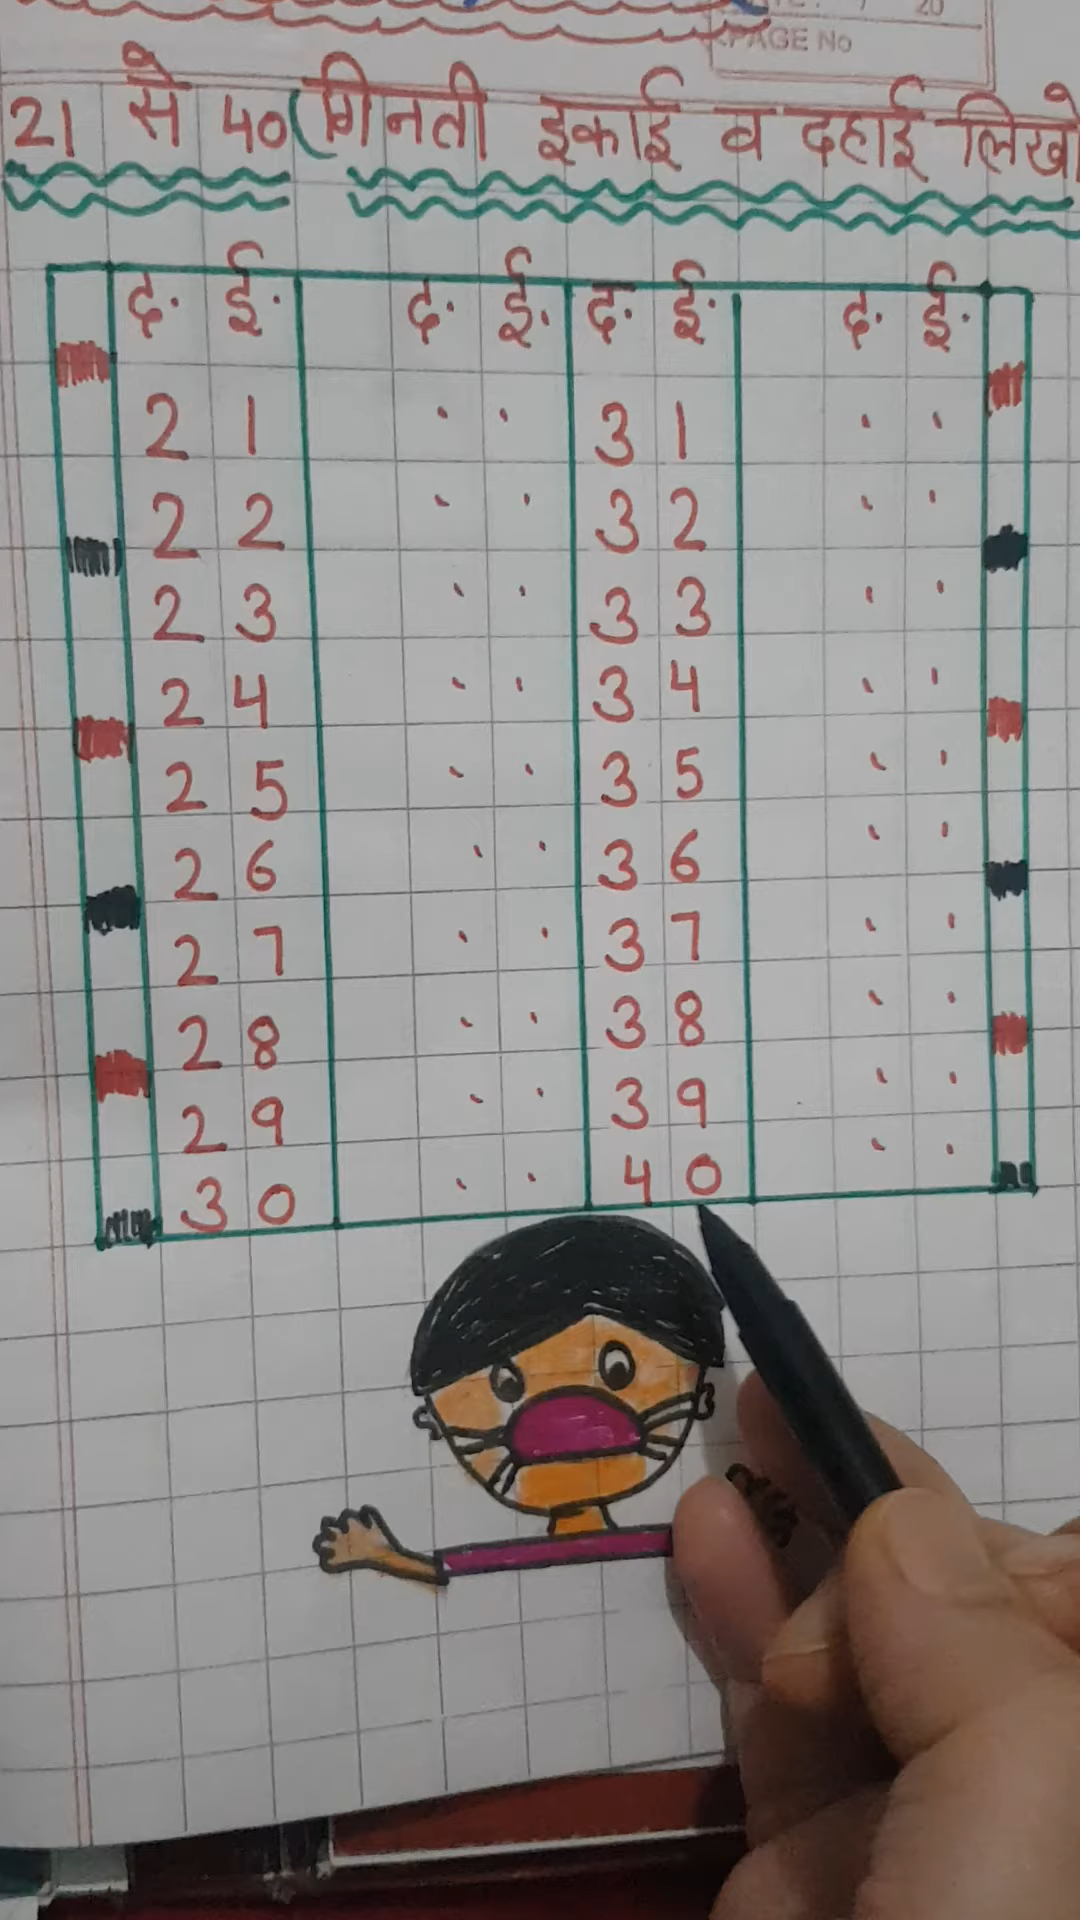 PAGE No
21 से 40 (गिनती इकाई व दहाई लिखो
द. ई. द. ई. द. ई. द. ई.
2 1 . . 3 1 . .
2 2 . . 3 2 . .
2 3 . . 3 3 . .
2 4 . . 3 4 . .
2 5 . . 3 5 . .
2 6 . . 3 6 . .
2 7 . . 3 7 . .
2 8 . . 3 8 . .
2 9 . . 3 9 . .
3 0 . . 4 0 . .